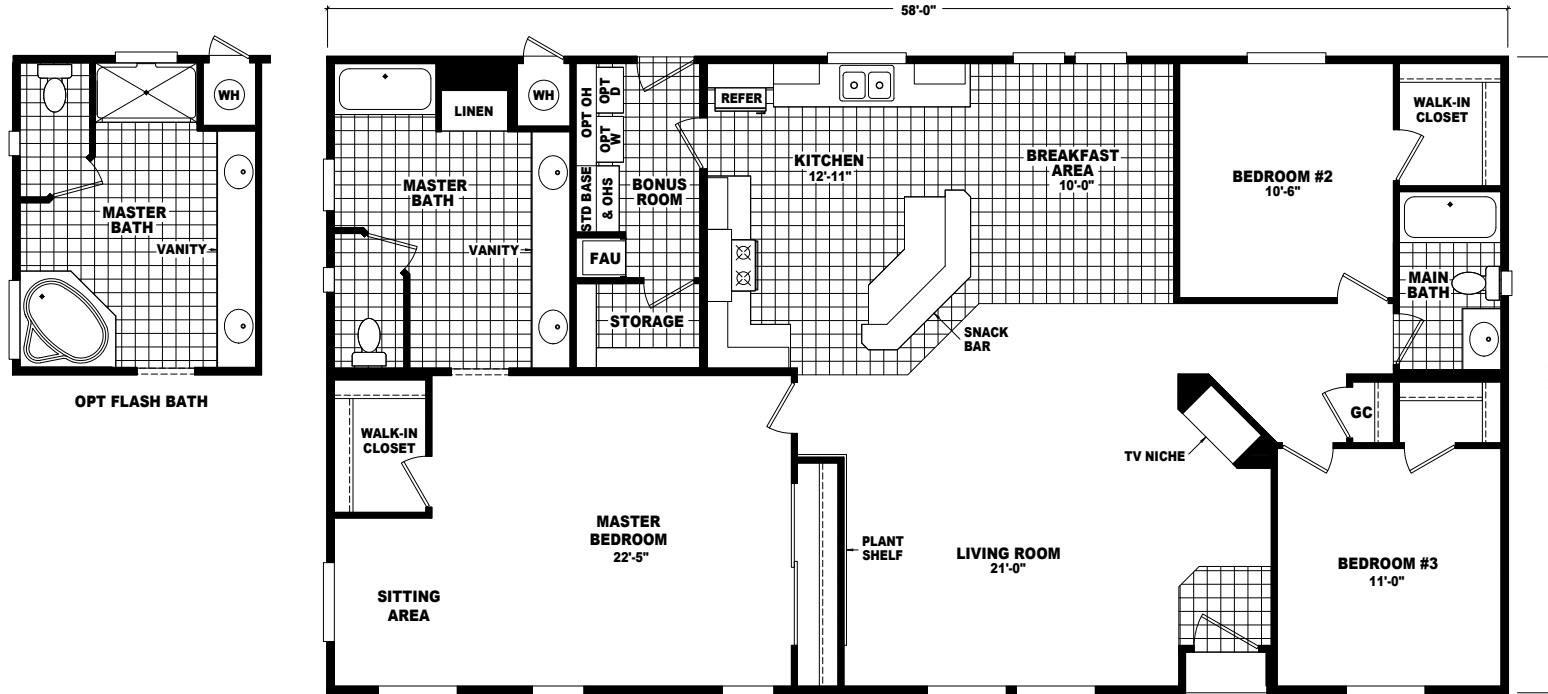 58'-0"
WH
MASTER
BATH
VANITY
OPT FLASH BATH
LINEN
WH
MASTER
BATH
VANITY
OPT OH
OPT
D
OPT
W
STD BASE
& OHS
BONUS
ROOM
FAU
STORAGE
REFER
KITCHEN
12'-11"
BREAKFAST
AREA
10'-0"
SNACK
BAR
BEDROOM #2
10'-6"
WALK-IN
CLOSET
MAIN
BATH
GC
TV NICHE
WALK-IN
CLOSET
MASTER
BEDROOM
22'-5"
SITTING
AREA
PLANT
SHELF
LIVING ROOM
21'-0"
BEDROOM #3
11'-0"